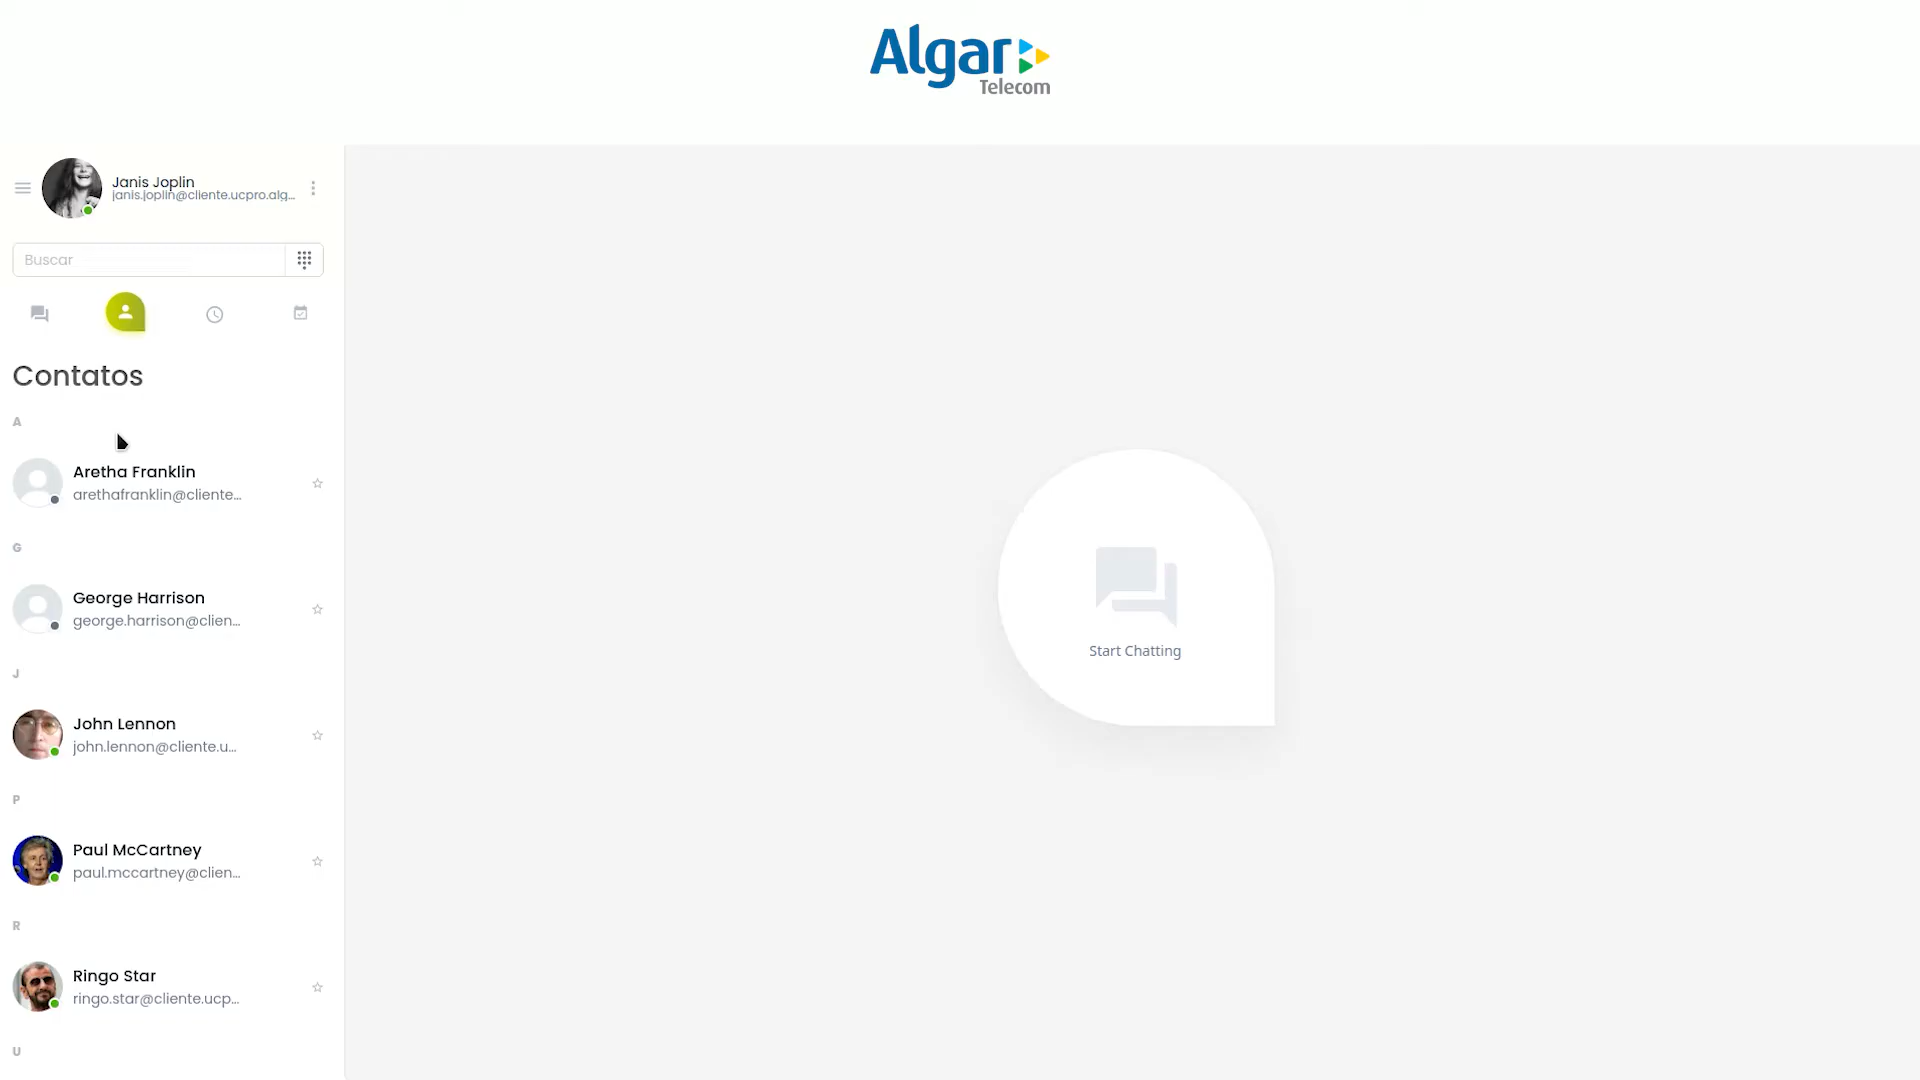 Algar
Telecom
Janis Joplin
janis.joplin@cliente.ucpro.alg...
Buscar
Contatos
A
Aretha Franklin
arethafranklin@cliente...
G
George Harrison
george.harrison@clien...
J
John Lennon
john.lennon@cliente.u...
P
Paul McCartney
paul.mccartney@clien...
R
Ringo Star
ringo.star@cliente.ucp...
U
Start Chatting